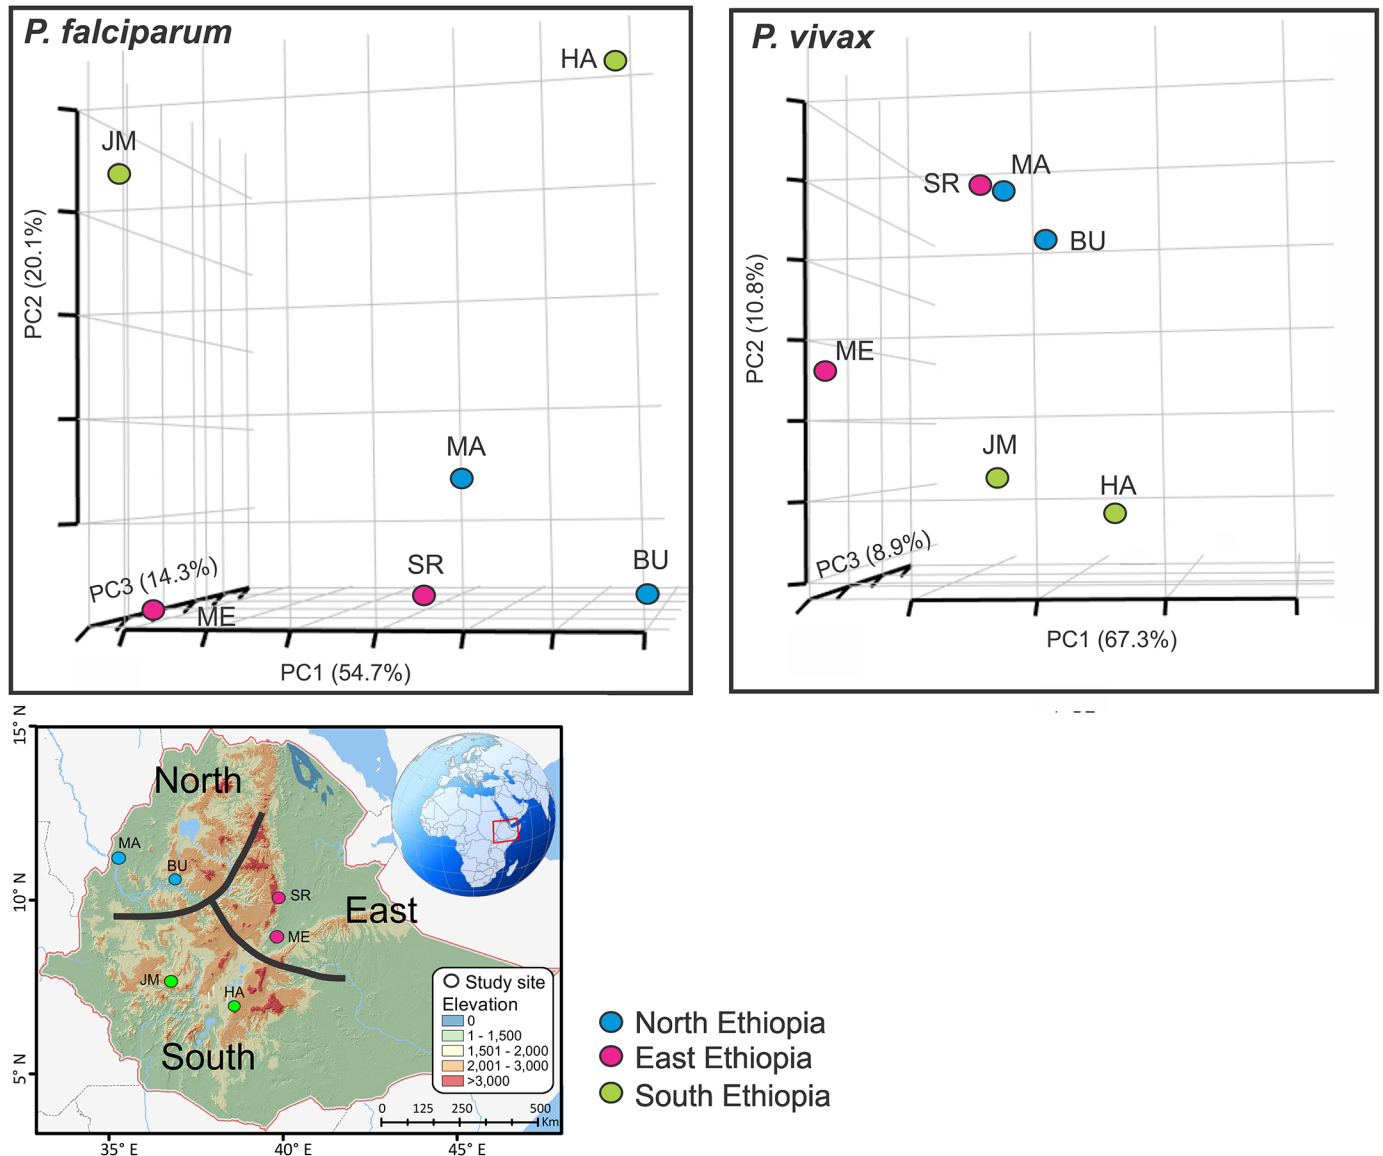 P. falciparum
HA
JM
PC2 (20.1%)
MA
SR
BU
PC3 (14.3%)
ME
PC1 (54.7%)
P. vivax
MA
SR
BU
PC2 (10.8%)
ME
JM
HA
PC3 (8.9%)
PC1 (67.3%)
15° N
10° N
5° N
North
MA
BU
SR
East
ME
JM
HA
South
Study site
Elevation
0
1 - 1,500
1,501 - 2,000
2,001 - 3,000
>3,000
0 125 250 500
Km
35° E 40° E 45° E
North Ethiopia
East Ethiopia
South Ethiopia